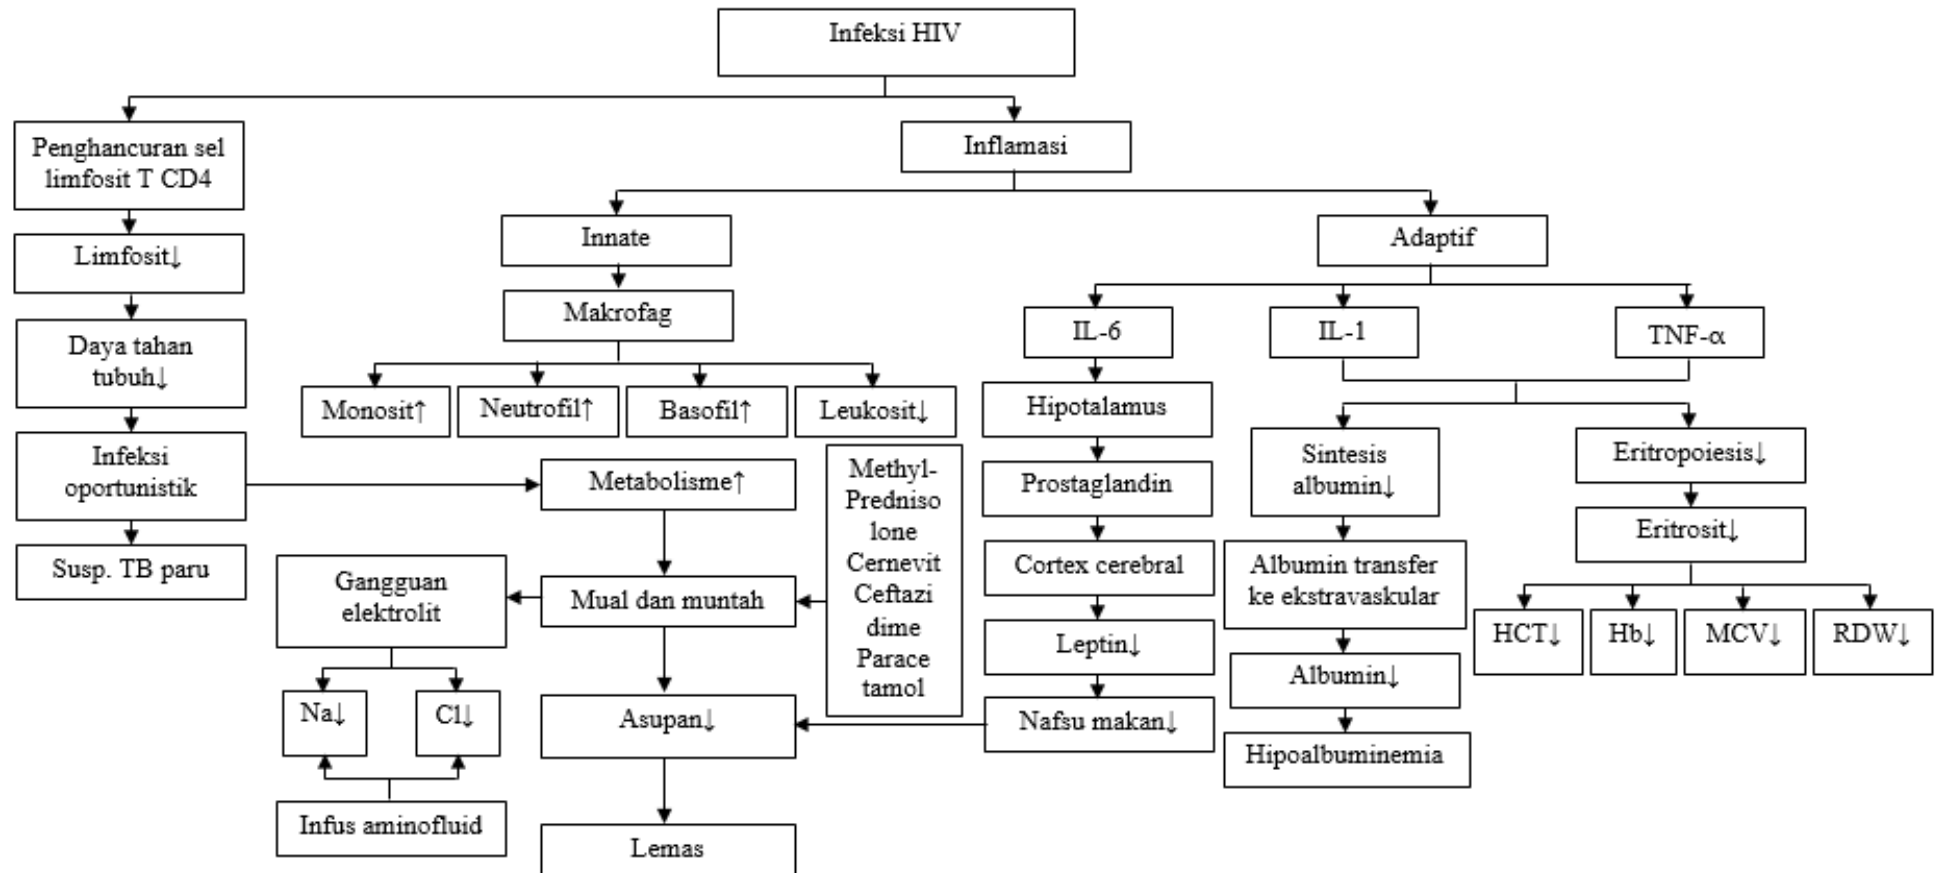 Infeksi HIV
Penghancuran sel
limfosit T CD4
Inflamasi
Limfosit↓
Innate
Adaptif
Daya tahan
tubuh↓
Makrofag
IL-6
IL-1
TNF-α
Monosit↑
Neutrofil↑
Basofil↑
Leukosit↓
Hipotalamus
Infeksi
oportunistik
Metabolisme↑
Methyl-
Predniso
lone
Cernevit
Ceftazi
dime
Parace
tamol
Prostaglandin
Sintesis
albumin↓
Eritropoiesis↓
Eritrosit↓
Susp. TB paru
Gangguan
elektrolit
Mual dan muntah
Cortex cerebral
Albumin transfer
ke ekstravaskular
HCT↓
Hb↓
MCV↓
RDW↓
Leptin↓
Albumin↓
Na↓
Cl↓
Asupan↓
Nafsu makan↓
Hipoalbuminemia
Infus aminofluid
Lemas